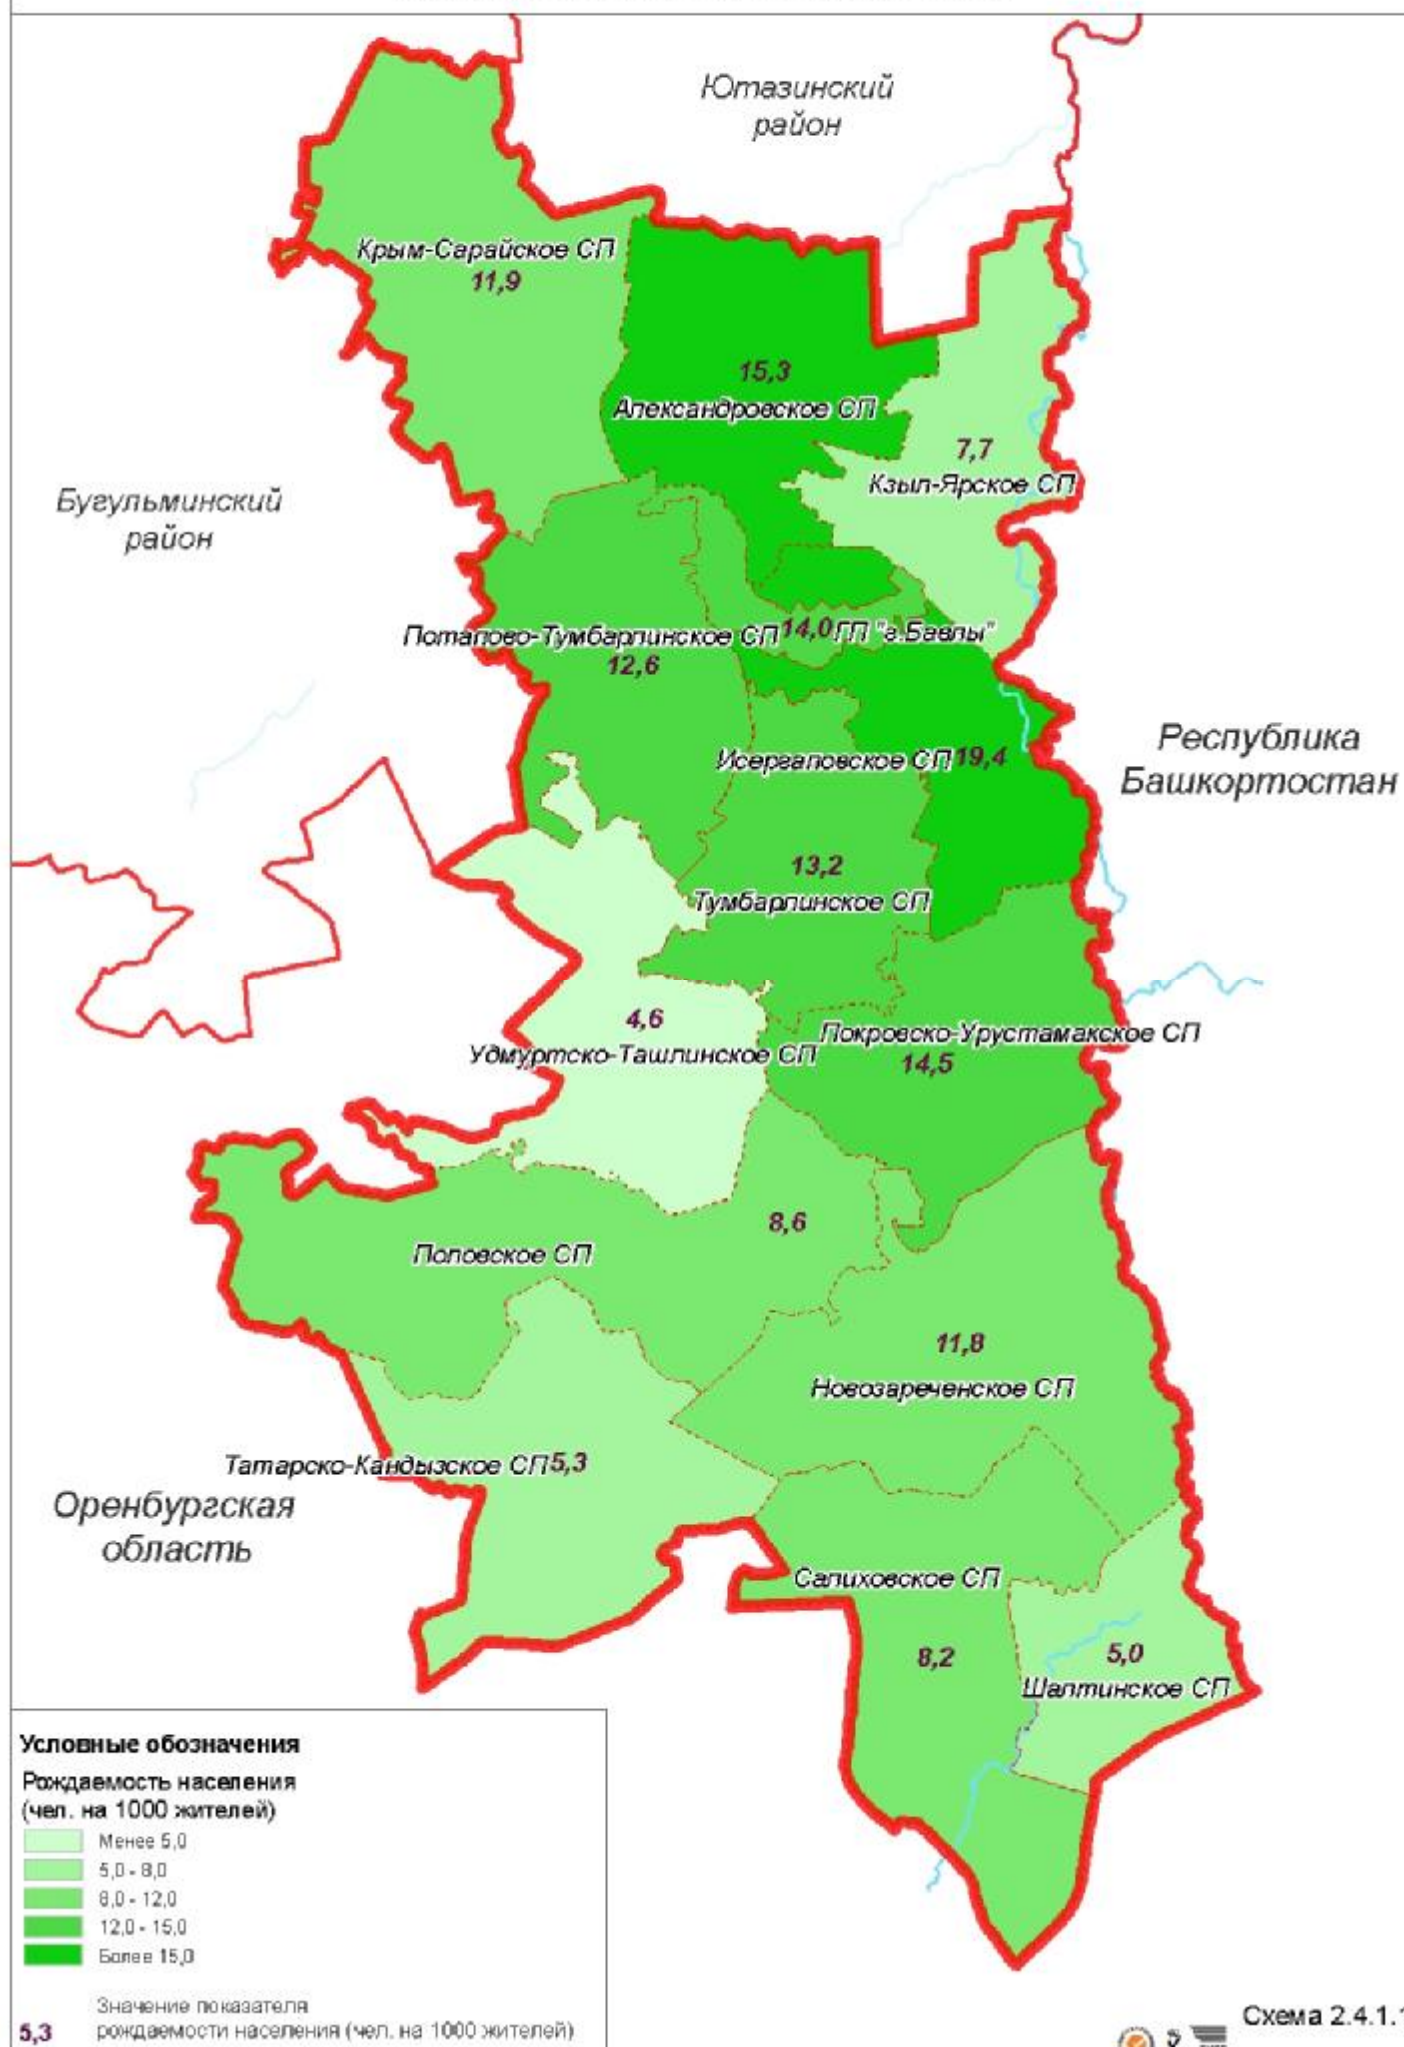 Ютазинский
район
Крым-Сарайское СП
11,9
15,3
Александровское СП
7,7
Кзыл-Ярское СП
Бугульминский
район
Потапово-Тумбарлинское СП 14,0 ГП "г.Бавлы"
12,6
Республика
Башкортостан
Исергаповское СП 19,4
13,2
Тумбарлинское СП
4,6
Удмуртско-Ташлинское СП
Покровско-Урустамакское СП
14,5
8,6
Поповское СП
11,8
Новозареченское СП
Татарско-Кандызское СП 5,3
Оренбургская
область
Салиховское СП
8,2
5,0
Шалтинское СП
Условные обозначения
Рождаемость населения
(чел. на 1000 жителей)
Менее 5,0
5,0 - 8,0
8,0 - 12,0
12,0 - 15,0
Более 15,0
Значение показателя
5,3 рождаемости населения (чел. на 1000 жителей)
Схема 2.4.1.1